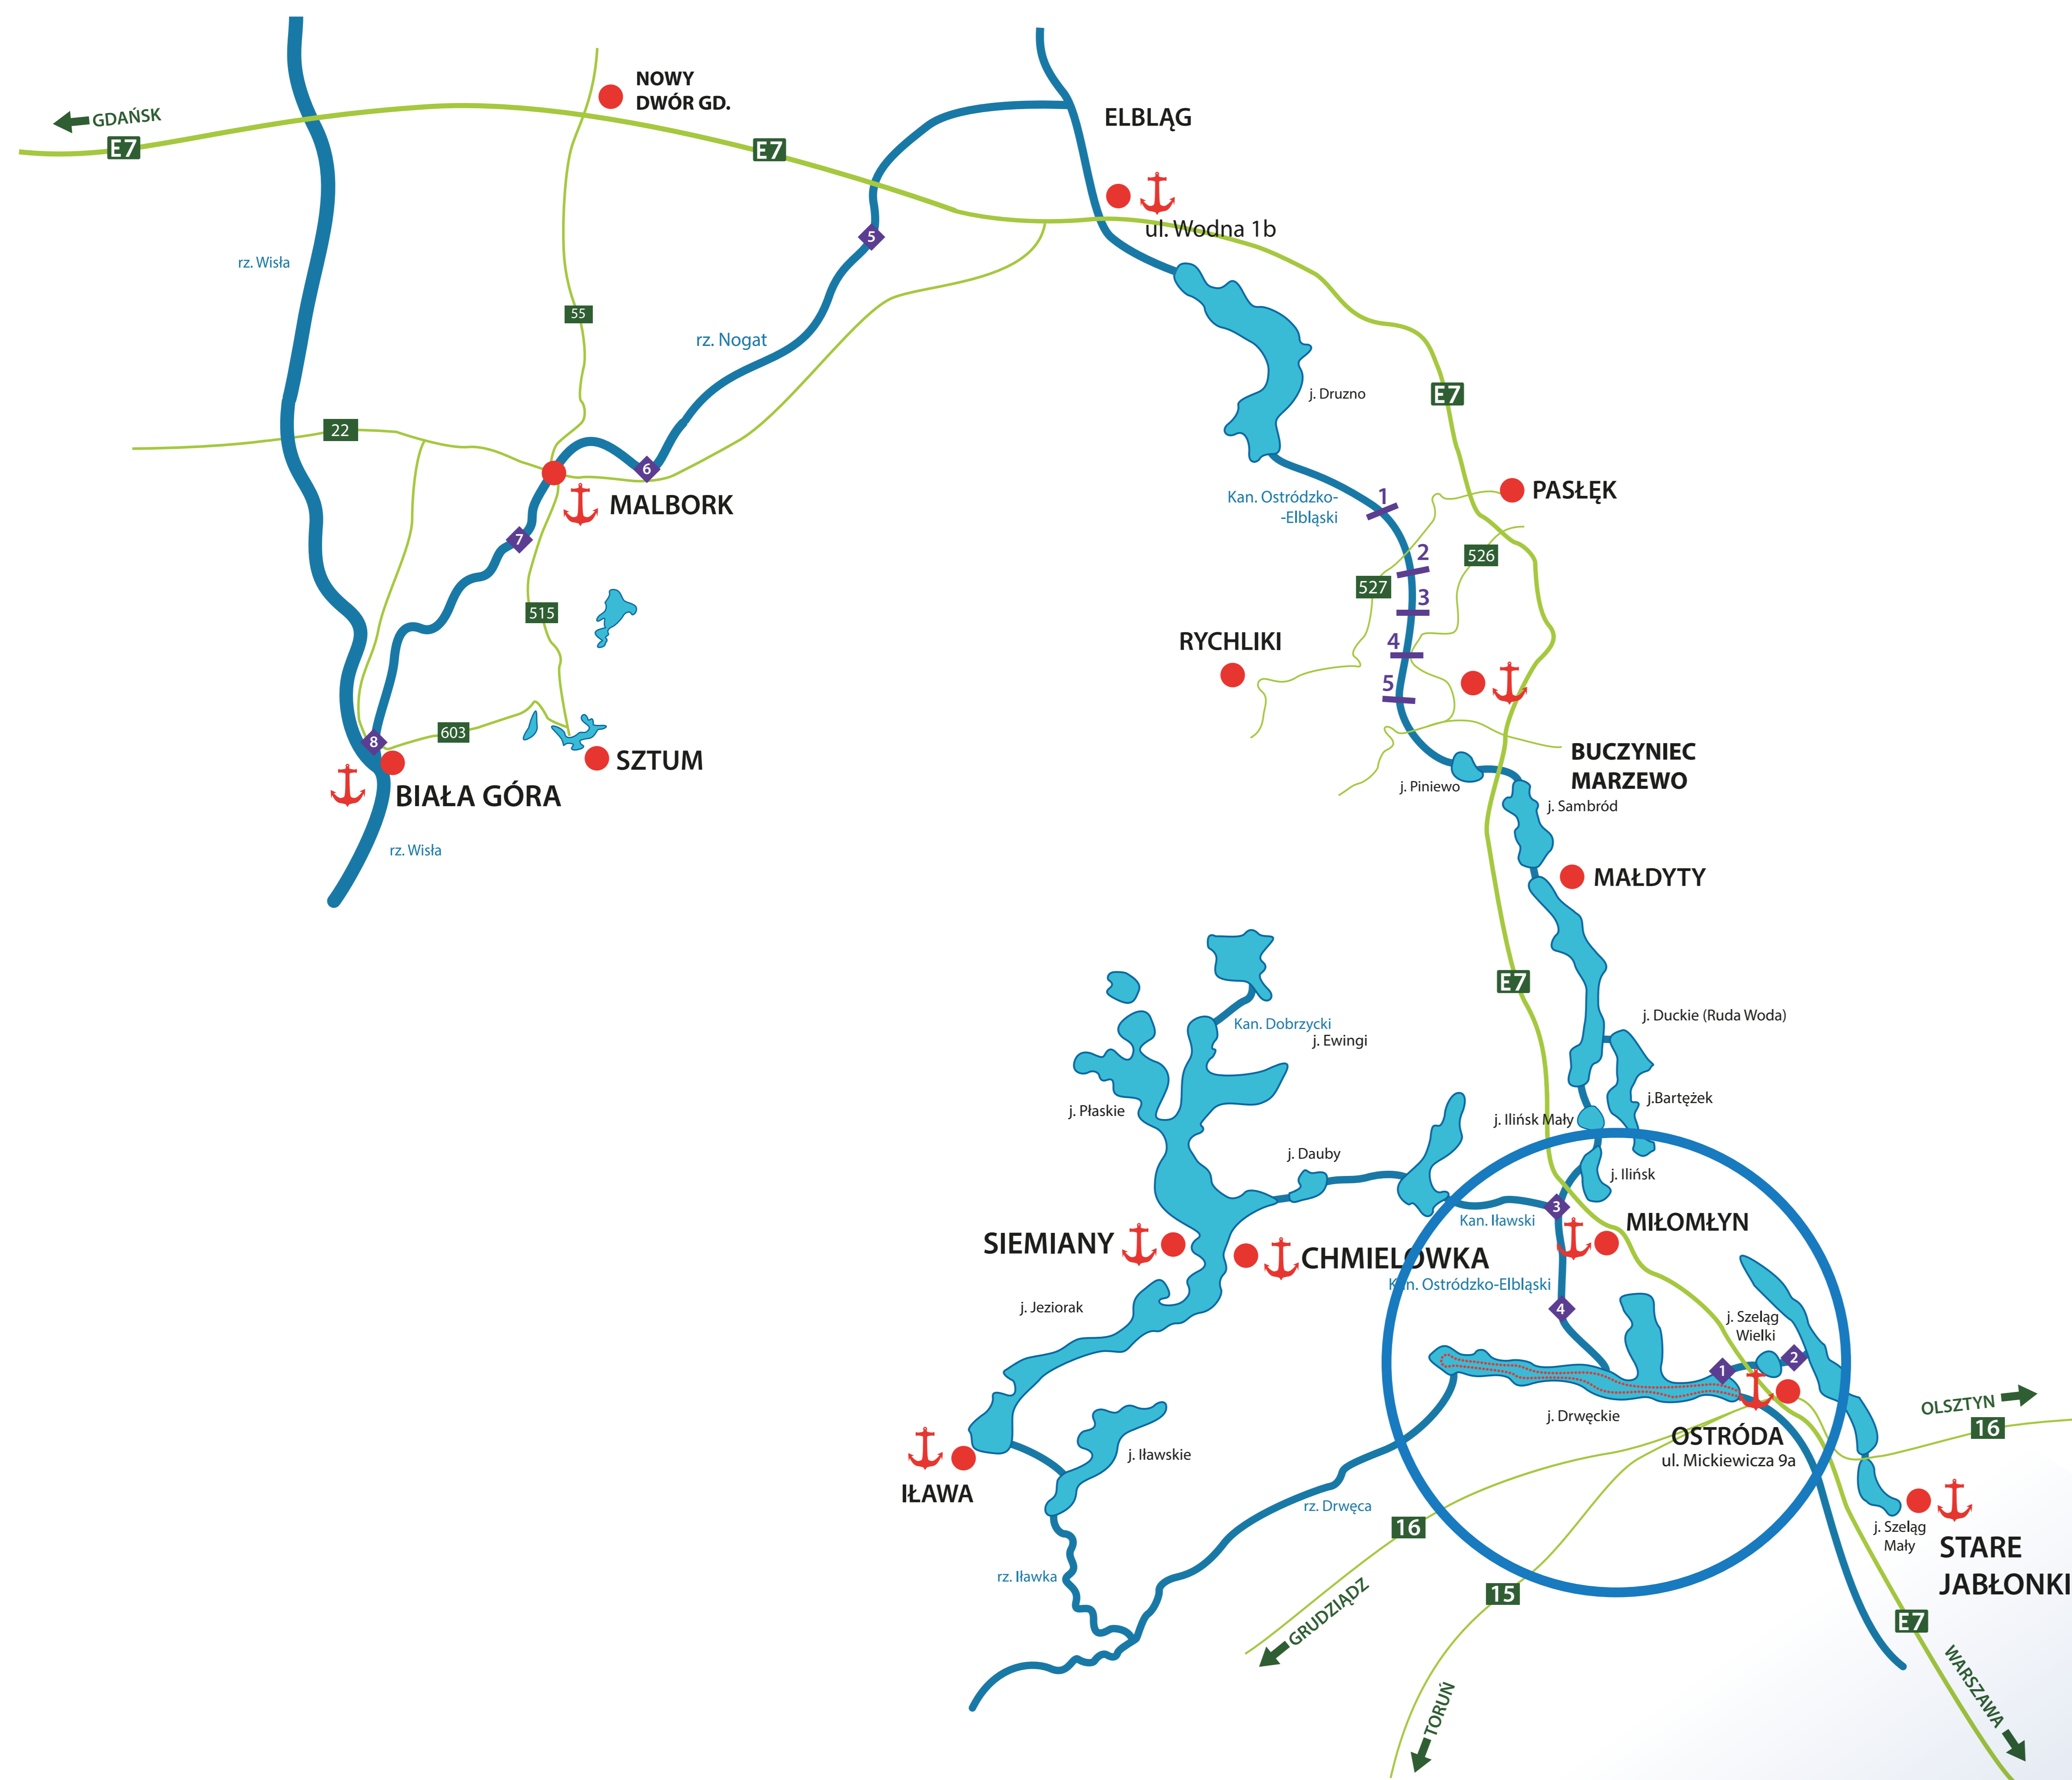 NOWY
DWÓR GD.
GDAŃSK
E7
E7
ELBLĄG
ul. Wodna 1b
rz. Wisła
5
55
rz. Nogat
j. Druzno
E7
22
6
MALBORK
7
515
603
SZTUM
8
BIAŁA GÓRA
rz. Wisła
PASŁĘK
Kan. Ostródzko-
-Elbląski
1
2
526
527
3
RYCHLIKI
4
5
BUCZYNIEC
MARZEWO
j. Piniewo
j. Sambród
MAŁDYTY
E7
Kan. Dobrzycki
j. Ewingi
j. Duckie (Ruda Woda)
j. Płaskie
j.Bartężek
j. Ilińsk Mały
j. Dauby
j. Ilińsk
3
Kan. Iławski
MIŁOMŁYN
SIEMIANY
CHMIELOWKA
Kan. Ostródzko-Elbląski
j. Jeziorak
4
j. Szeląg
Wielki
1
2
j. Drwęckie
OSTRÓDA
ul. Mickiewicza 9a
OLSZTYN
16
j. Iławskie
IŁAWA
rz. Drwęca
16
j. Szeląg
Mały
STARE
JABŁONKI
rz. Iławka
15
GRUDZIĄDZ
E7
TORUŃ
WARSZAWA